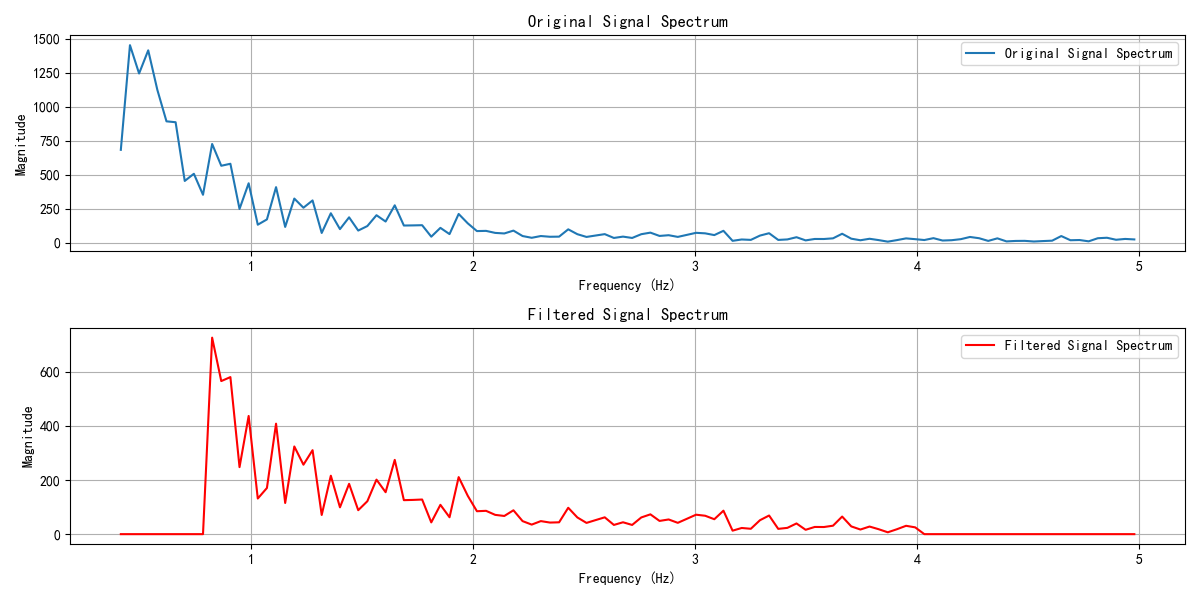 Original Signal Spectrum
1500
1250
1000
750
500
250
0
Magnitude
Original Signal Spectrum
1 2 3 4 5
Frequency (Hz)
Filtered Signal Spectrum
600
400
200
0
Magnitude
Filtered Signal Spectrum
1 2 3 4 5
Frequency (Hz)